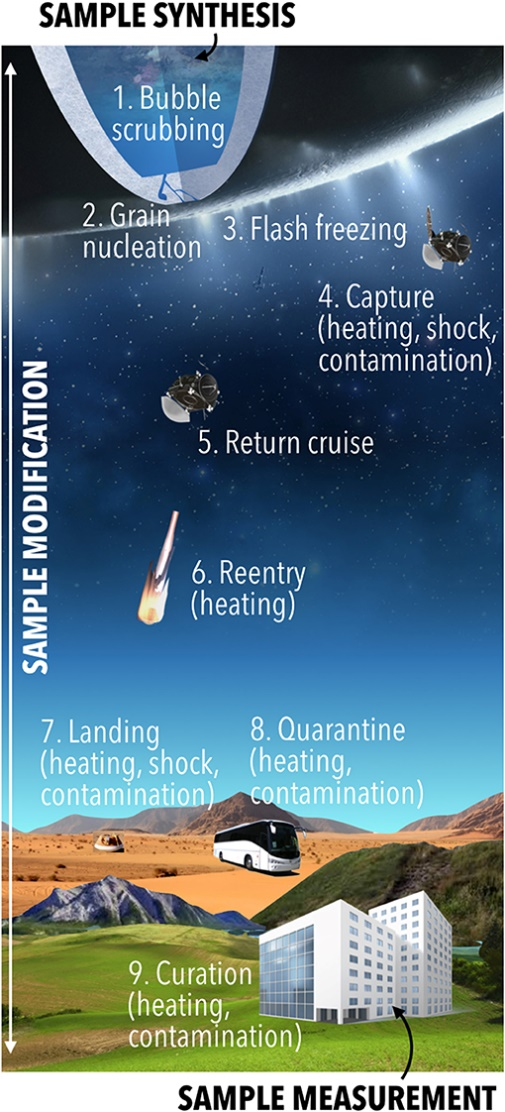 SAMPLE SYNTHESIS
1. Bubble
scrubbing
2. Grain
nucleation
3. Flash freezing
4. Capture
(heating, shock,
contamination)
5. Return cruise
SAMPLE MODIFICATION
6. Reentry
(heating)
7. Landing
(heating, shock,
contamination)
8. Quarantine
(heating,
contamination)
9. Curation
(heating,
contamination)
SAMPLE MEASUREMENT